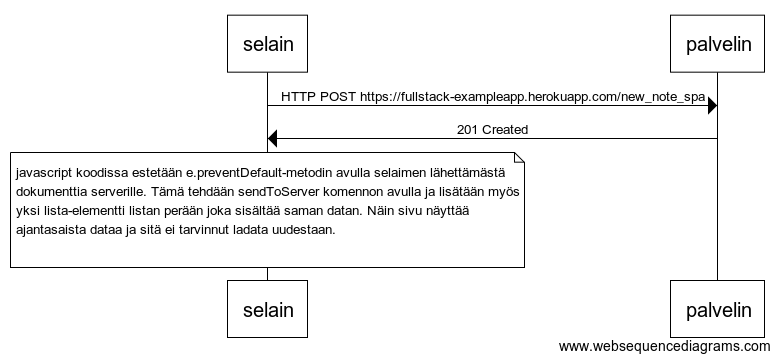 selain
palvelin
HTTP POST https://fullstack-exampleapp.herokuapp.com/new_note_spa
201 Created
javascript koodissa estetään e.preventDefault-metodin avulla selaimen lähettämästä
dokumenttia serverille. Tämä tehdään sendToServer komennon avulla ja lisätään myös
yksi lista-elementti listan perään joka sisältää saman datan. Näin sivu näyttää
ajantasaista dataa ja sitä ei tarvinnut ladata uudestaan.
selain
palvelin
www.websequencediagrams.com